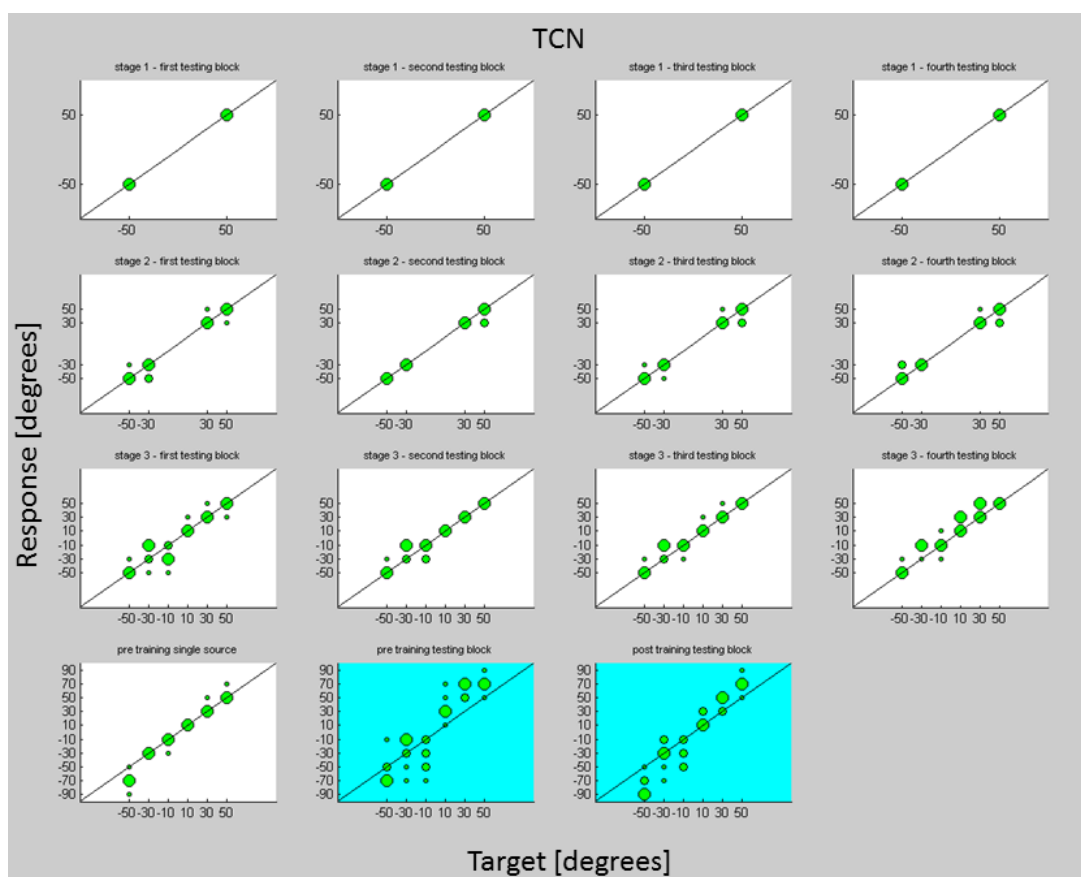 TCN
stage 1 - first testing block
stage 1 - second testing block
stage 1 - third testing block
stage 1 - fourth testing block
50
-50
-50 50
50
-50
-50 50
50
-50
-50 50
50
-50
-50 50
stage 2 - first testing block
stage 2 - second testing block
stage 2 - third testing block
stage 2 - fourth testing block
50
30
-30
-50
-50 -30 30 50
50
30
-30
-50
-50 -30 30 50
50
30
-30
-50
-50 -30 30 50
50
30
-30
-50
-50 -30 30 50
Response [degrees]
stage 3 - first testing block
stage 3 - second testing block
stage 3 - third testing block
stage 3 - fourth testing block
50
30
10
-10
-30
-50
-50 -30 -10 10 30 50
50
30
10
-10
-30
-50
-50 -30 -10 10 30 50
50
30
10
-10
-30
-50
-50 -30 -10 10 30 50
50
30
10
-10
-30
-50
-50 -30 -10 10 30 50
pre training single source
pre training testing block
post training testing block
90
70
50
30
10
-10
-30
-50
-70
-90
-50 -30 -10 10 30 50
90
70
50
30
10
-10
-30
-50
-70
-90
-50 -30 -10 10 30 50
90
70
50
30
10
-10
-30
-50
-70
-90
-50 -30 -10 10 30 50
Target [degrees]